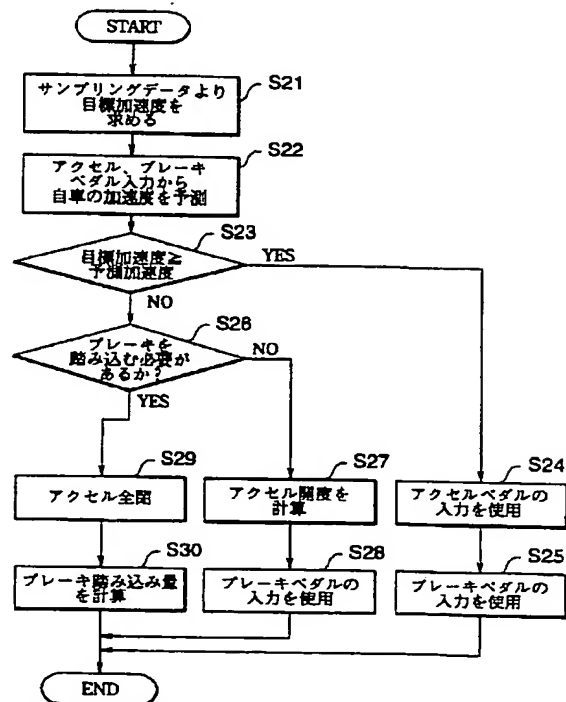 START
S21
サンプリングデータより
目標加速度を
求める
S22
アクセル、ブレーキ
ペダル入力から
自車の加速度を予測
S23
目標加速度≧
予測加速度
YES
NO
S26
ブレーキを
踏み込む必要が
あるか?
NO
YES
S29
アクセル全閉
S27
アクセル開度を
計算
S24
アクセルペダルの
入力を使用
S30
ブレーキ踏み込み量
を計算
S28
ブレーキペダルの
入力を使用
S25
ブレーキペダルの
入力を使用
END